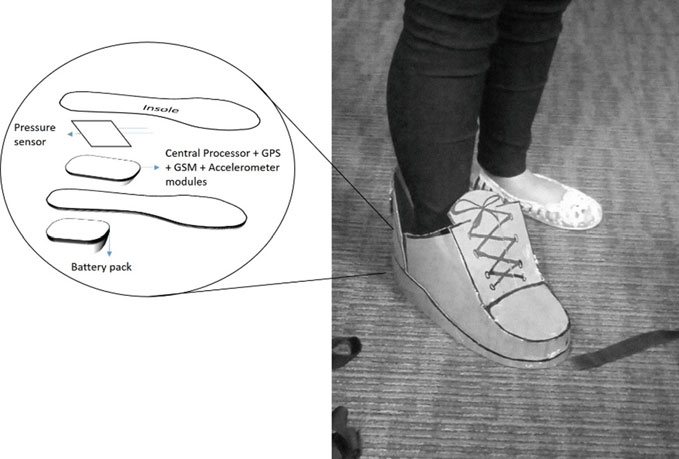 Insole
Pressure
sensor
Central Processor + GPS
+ GSM + Accelerometer
modules
Battery pack